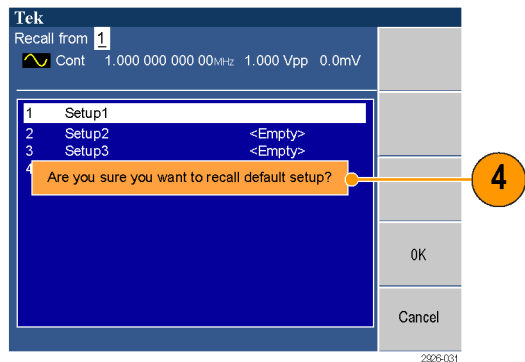 Tek
Recall from 1
Cont 1.000 000 000 00MHz 1.000 Vpp 0.0mV
1 Setup1
2 Setup2 <Empty>
3 Setup3 <Empty>
4
Are you sure you want to recall default setup?
4
OK
Cancel
2926-031